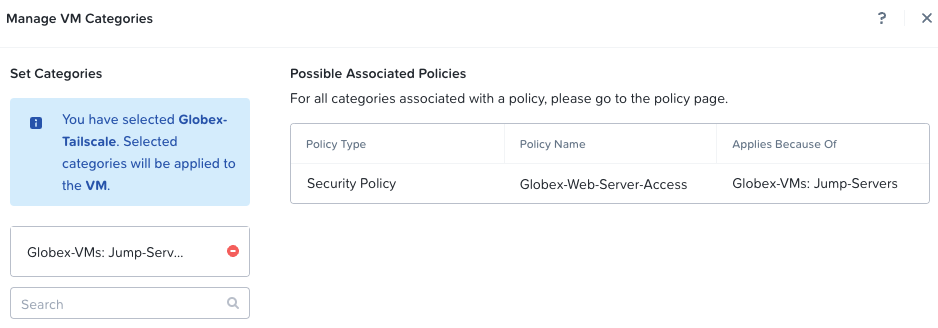 Manage VM Categories
?
Set Categories
You have selected Globex-
Tailscale. Selected
categories will be applied to
the VM.
Globex-VMs: Jump-Serv...
Search
Possible Associated Policies
For all categories associated with a policy, please go to the policy page.
Policy Type Policy Name Applies Because Of
Security Policy Globex-Web-Server-Access Globex-VMs: Jump-Servers